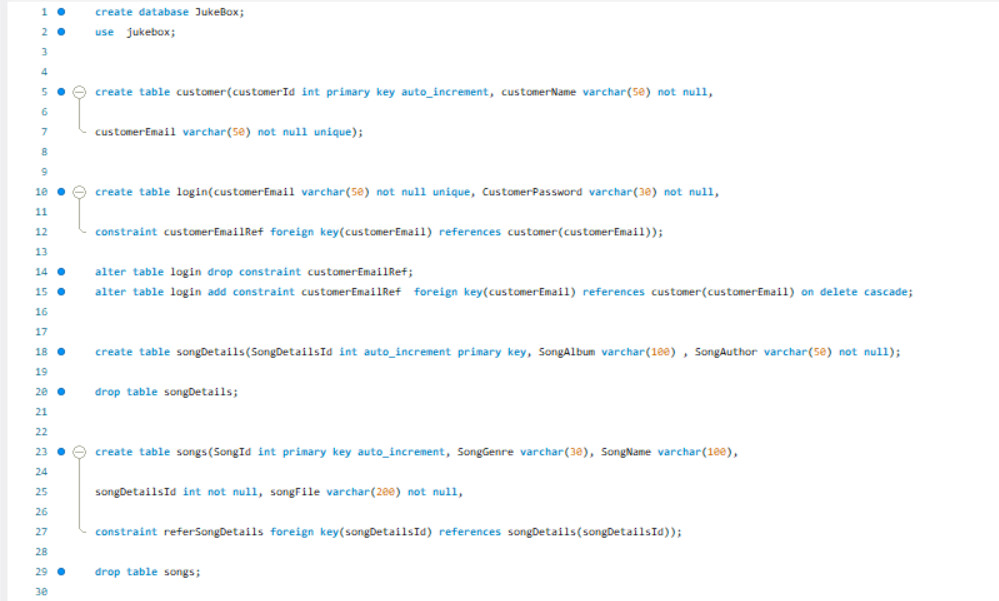 1 create database JukeBox;
2 use jukebox;
3
4
5 create table customer(customerId int primary key auto_increment, customerName varchar(50) not null,
6
7 customerEmail varchar(50) not null unique);
8
9
10 create table login(customerEmail varchar(50) not null unique, CustomerPassword varchar(30) not null,
11
12 constraint customerEmailRef foreign key(customerEmail) references customer(customerEmail));
13
14 alter table login drop constraint customerEmailRef;
15 alter table login add constraint customerEmailRef  foreign key(customerEmail) references customer(customerEmail) on delete cascade;
16
17
18 create table songDetails(SongDetailsId int auto_increment primary key, SongAlbum varchar(100) , SongAuthor varchar(50) not null);
19
20 drop table songDetails;
21
22
23 create table songs(SongId int primary key auto_increment, SongGenre varchar(30), SongName varchar(100),
24
25 songDetailsId int not null, songFile varchar(200) not null,
26
27 constraint referSongDetails foreign key(songDetailsId) references songDetails(songDetailsId));
28
29 drop table songs;
30